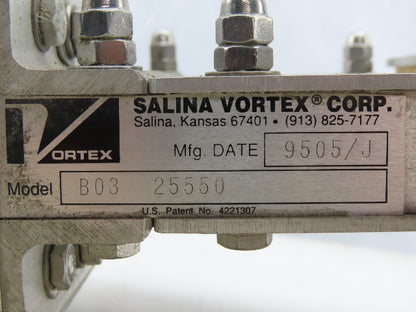 SALINA VORTEX® CORP.
Salina, Kansas 67401 • (913) 825-7177
VORTEX
Mfg. DATE 9505/J
Model B03 25550
U.S. Patent No. 4221307